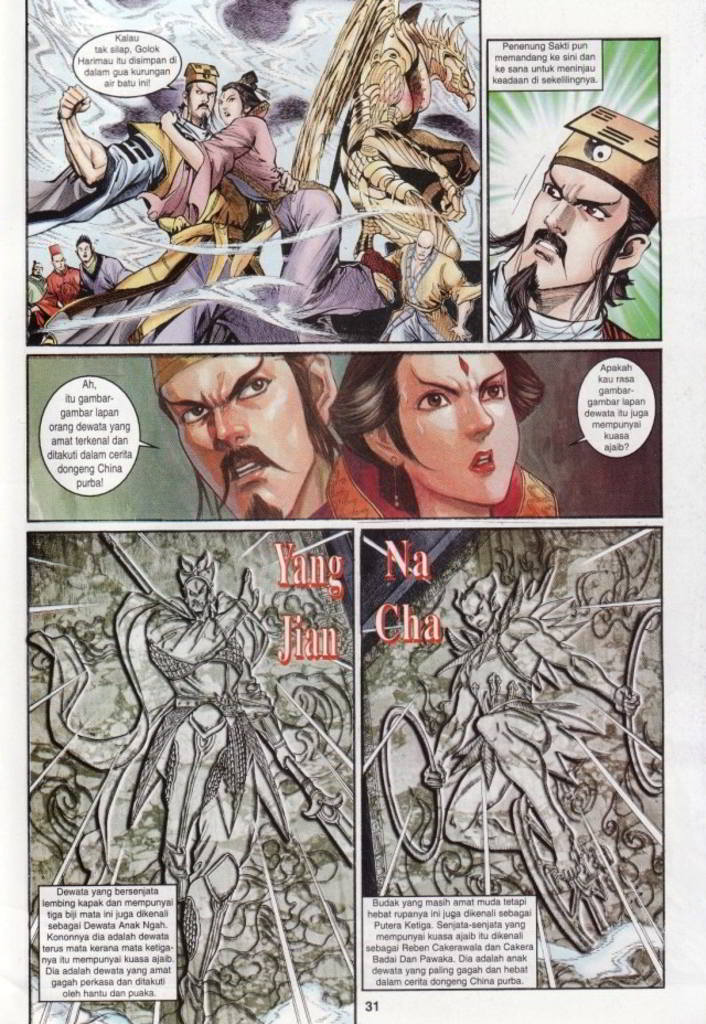 Kalau
tak silap, Golok
Harimau itu disimpan di
dalam gua kurungan
air batu ini!
Penenung Sakti pun
memandang ke sini dan
ke sana untuk meninjau
keadaan di sekelilingnya.
Ah,
itu gambar-
gambar lapan
orang dewata yang
amat terkenal dan
ditakuti dalam cerita
dongeng China
purba!
Apakah
kau rasa
gambar-
gambar lapan
dewata itu juga
mempunyai
kuasa
ajaib?
Yang
Jian
Dewata yang bersenjata
lembing kapak dan mempunyai
tiga biji mata ini juga dikenali
sebagai Dewata Anak Ngah.
Kononnya dia adalah dewata
terus mata kerana mata ketiga-
nya itu mempunyai kuasa ajaib.
Dia adalah dewata yang amat
gagah perkasa dan ditakuti
oleh hantu dan puaka.
Na
Cha
Budak yang masih amat muda tetapi
hebat rupanya ini juga dikenali sebagai
Putera Ketiga. Senjata-senjata yang
mempunyai kuasa ajaib itu dikenali
sebagai Reben Cakerawala dan Cakera
Badai Dan Pawaka. Dia adalah anak
dewata yang paling gagah dan hebat
dalam cerita dongeng China purba.
31